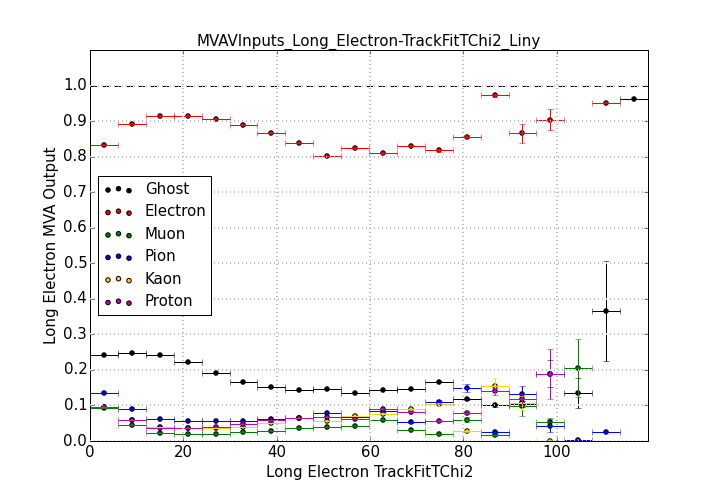 MVAVInputs_Long_Electron-TrackFitTChi2_Liny
1.0
0.9
0.8
0.7
0.6
0.5
0.4
0.3
0.2
0.1
0.0
Long Electron MVA Output
Ghost
Electron
Muon
Pion
Kaon
Proton
0 20 40 60 80 100
Long Electron TrackFitTChi2